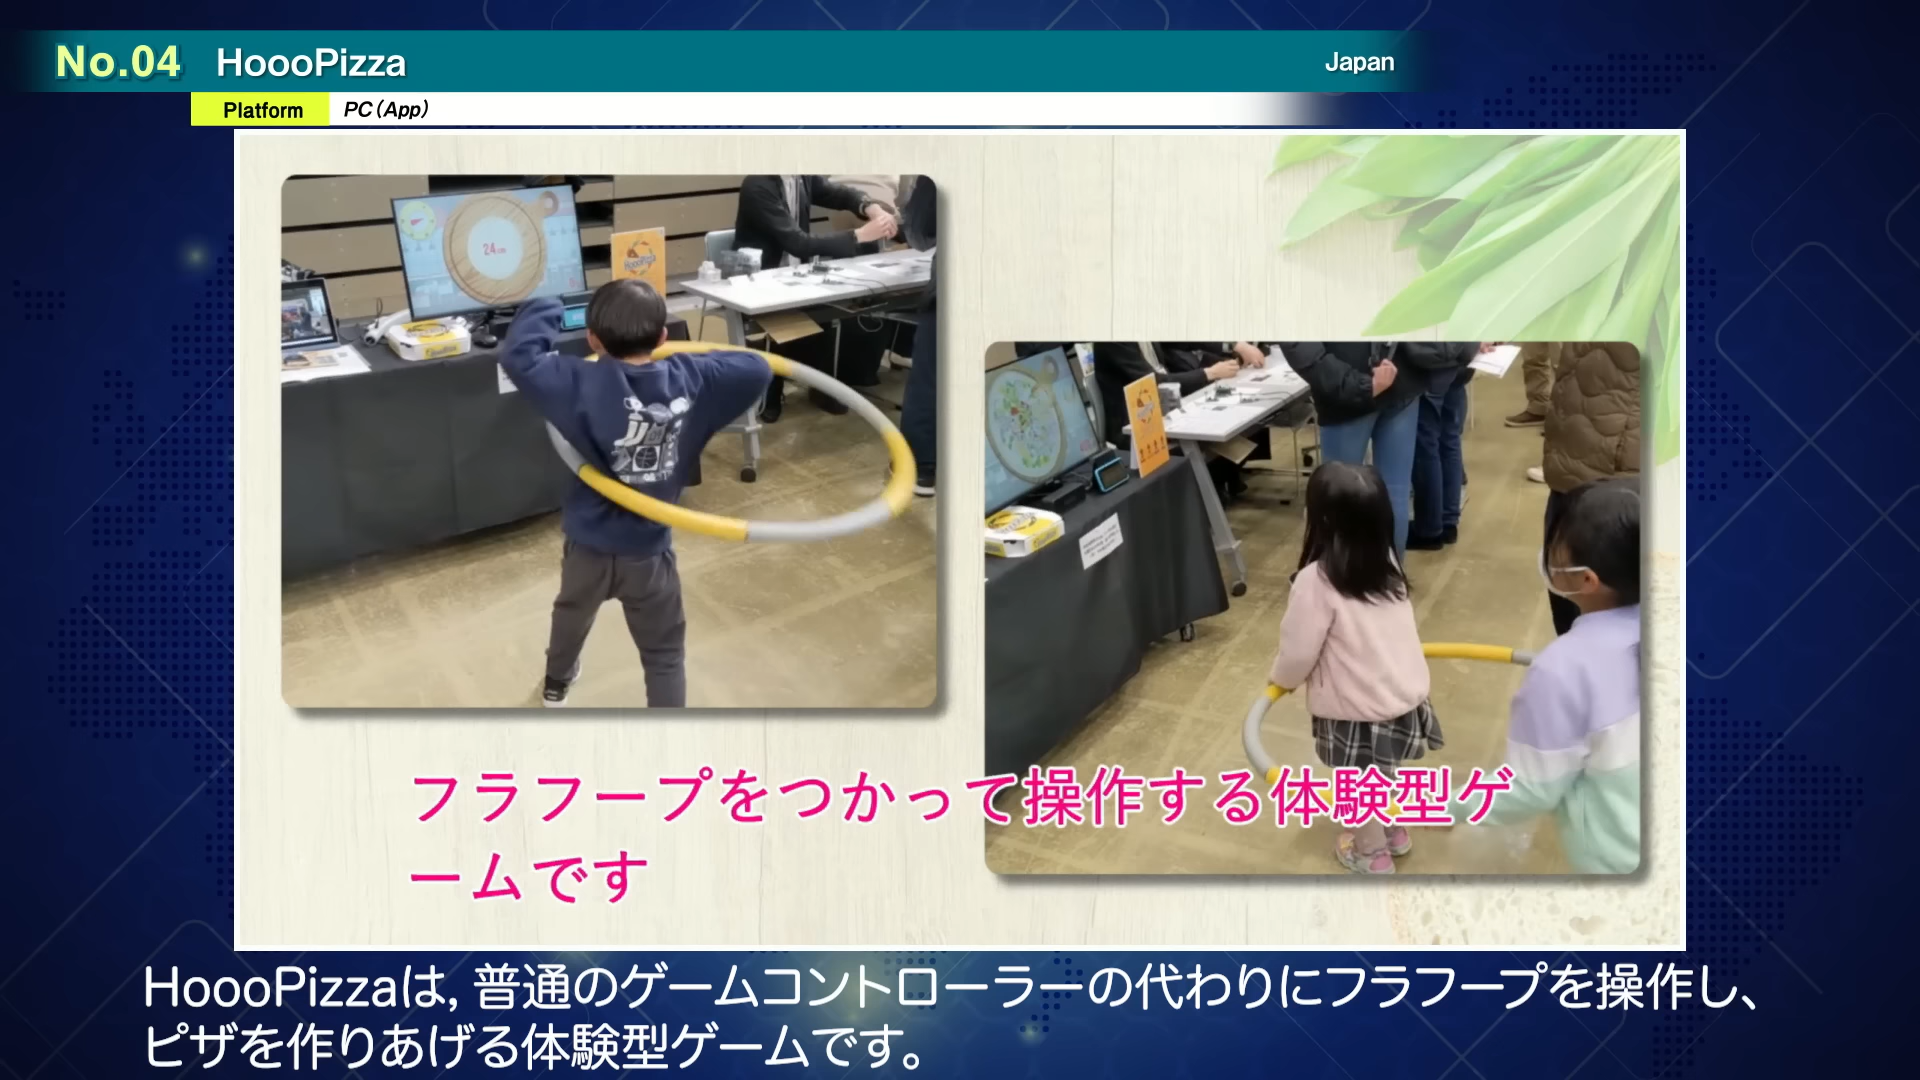 No.04 HoooPizza Japan
Platform PC(App)
24cm
HoooPizza
フラフープをつかって操作する体験型ゲ
ームです
HoooPizzaは, 普通のゲームコントローラーの代わりにフラフープを操作し、
ピザを作りあげる体験型ゲームです。